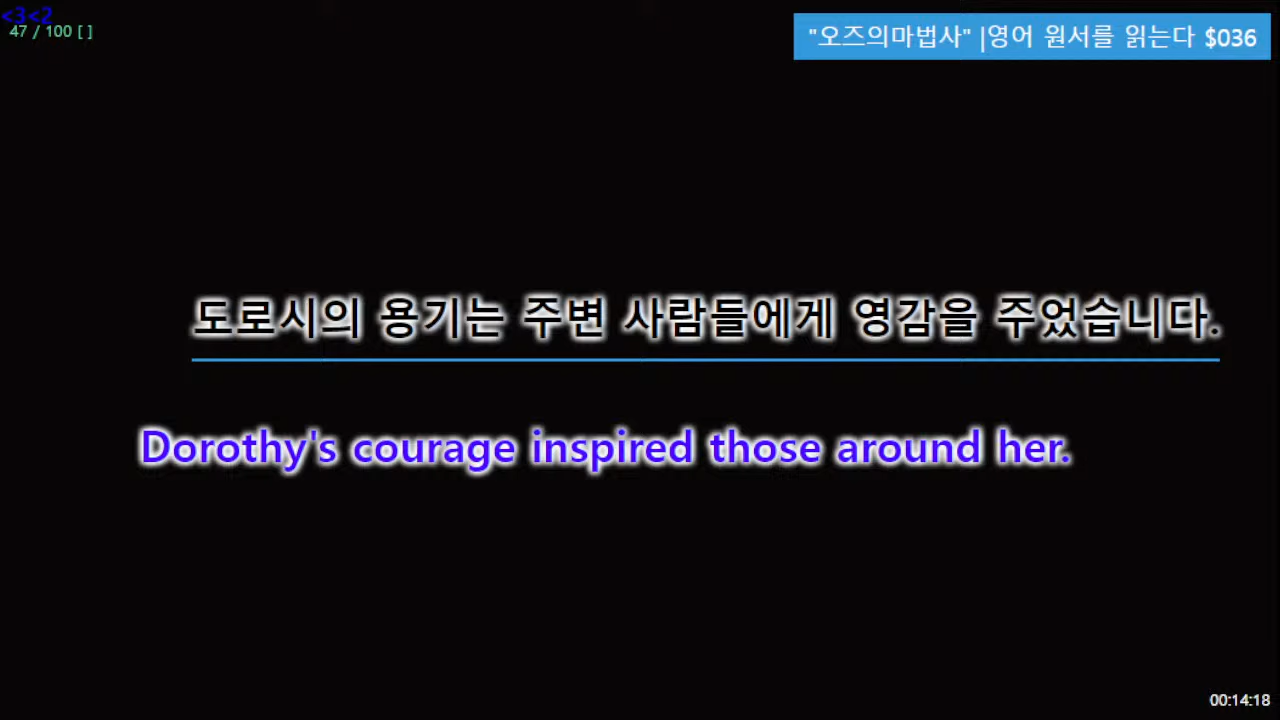 <3<2
47 / 100 [ ]
"오즈의마법사" |영어 원서를 읽는다 $036
도로시의 용기는 주변 사람들에게 영감을 주었습니다.
Dorothy's courage inspired those around her.
00:14:18